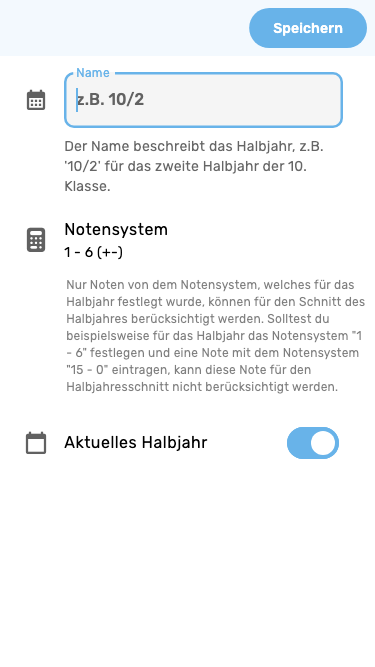 Speichern
Name
z.B. 10/2
Der Name beschreibt das Halbjahr, z.B.
'10/2' für das zweite Halbjahr der 10.
Klasse.
Notensystem
1 - 6 (+-)
Nur Noten von dem Notensystem, welches für das
Halbjahr festlegt wurde, können für den Schnitt des
Halbjahres berücksichtigt werden. Solltest du
beispielsweise für das Halbjahr das Notensystem "1
- 6" festlegen und eine Note mit dem Notensystem
"15 - 0" eintragen, kann diese Note für den
Halbjahresschnitt nicht berücksichtigt werden.
Aktuelles Halbjahr